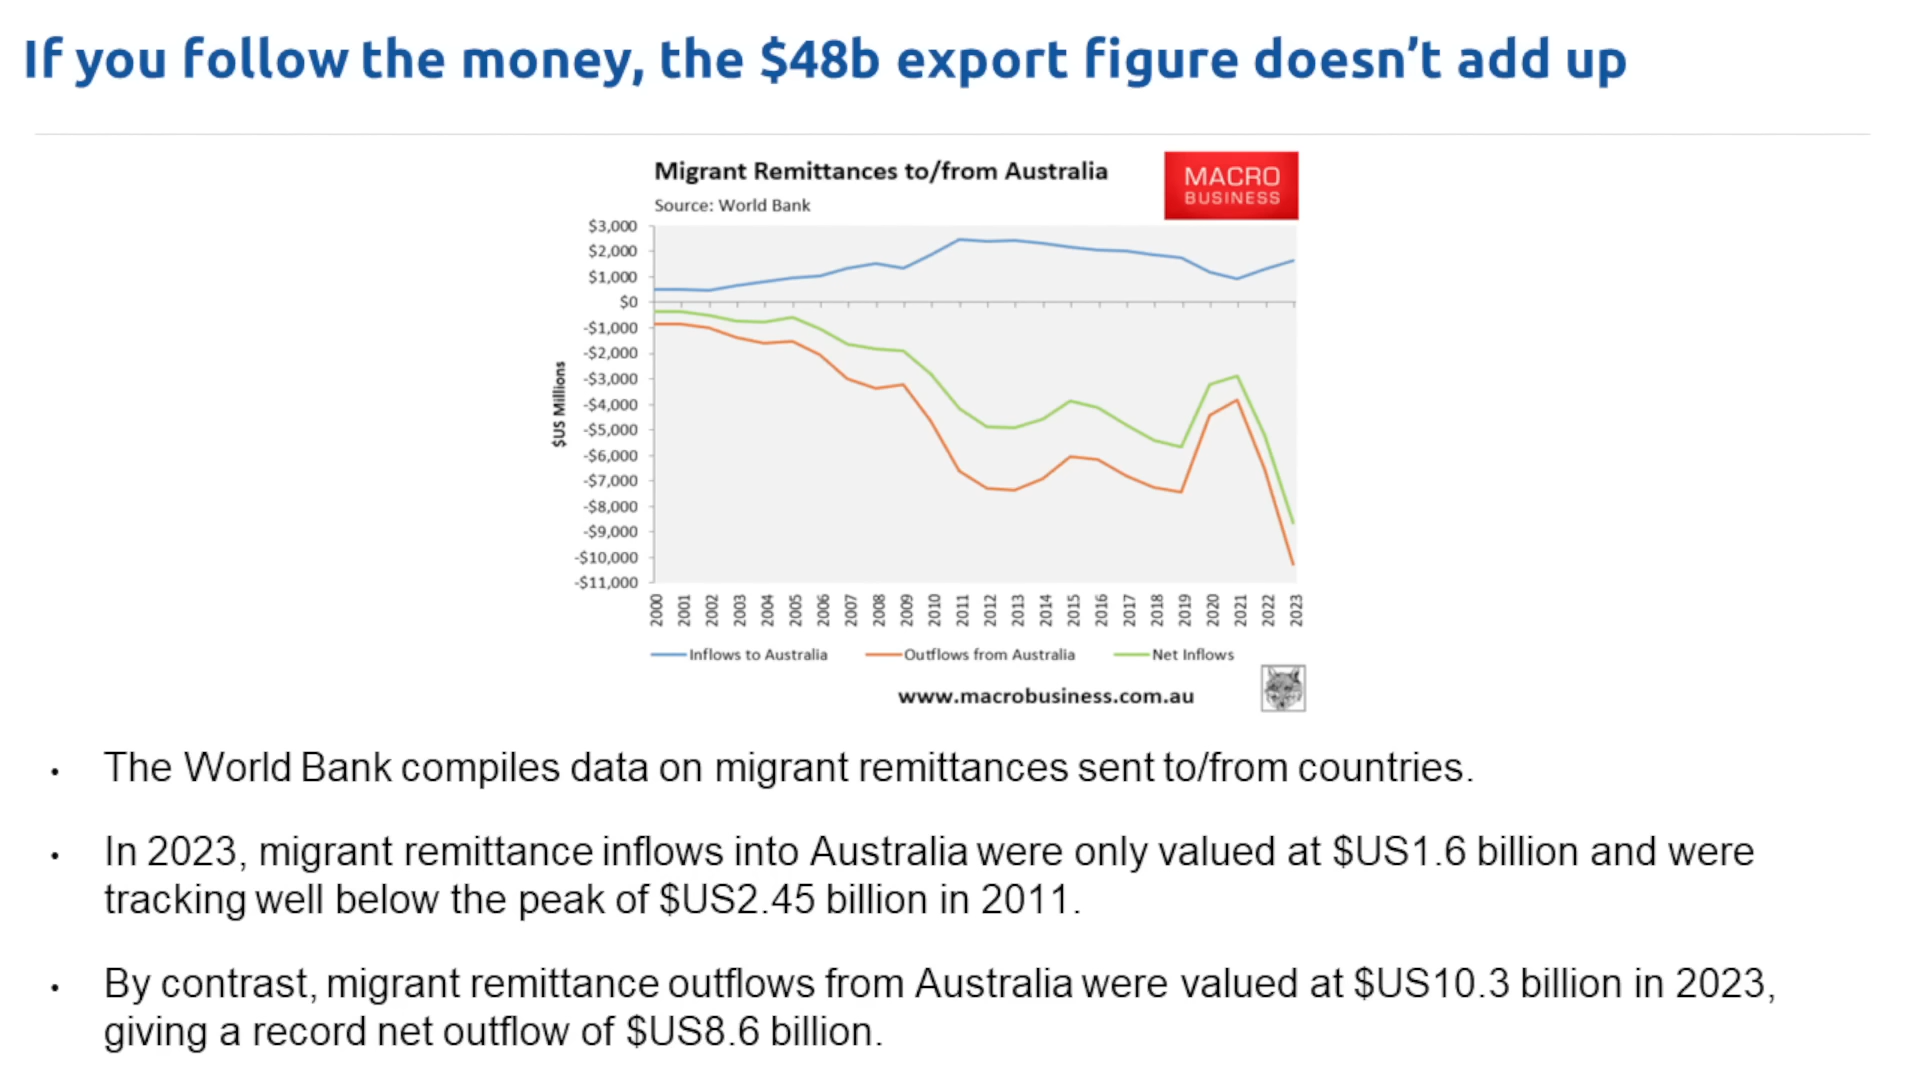 If you follow the money, the $48b export figure doesn't add up
Migrant Remittances to/from Australia
Source: World Bank
MACRO
BUSINESS
$US Millions
$3,000
$2,000
$1,000
$0
-$1,000
-$2,000
-$3,000
-$4,000
-$5,000
-$6,000
-$7,000
-$8,000
-$9,000
-$10,000
-$11,000
2000 2001 2002 2003 2004 2005 2006 2007 2008 2009 2010 2011 2012 2013 2014 2015 2016 2017 2018 2019 2020 2021 2022 2023
Inflows to Australia Outflows from Australia Net Inflows
www.macrobusiness.com.au
• The World Bank compiles data on migrant remittances sent to/from countries.
• In 2023, migrant remittance inflows into Australia were only valued at $US1.6 billion and were
tracking well below the peak of $US2.45 billion in 2011.
• By contrast, migrant remittance outflows from Australia were valued at $US10.3 billion in 2023,
giving a record net outflow of $US8.6 billion.